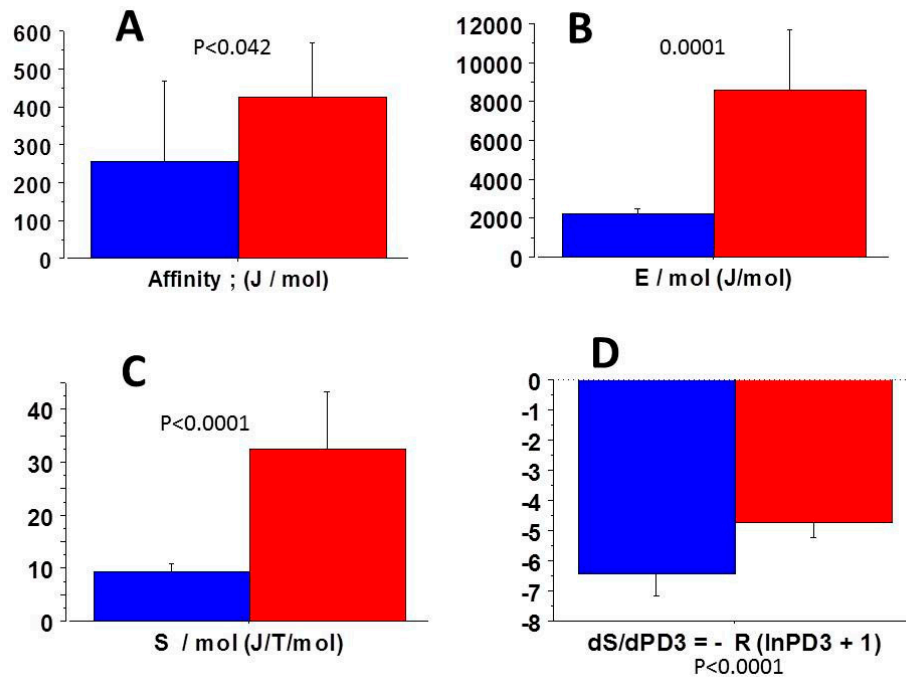 A
P<0.042
600
500
400
300
200
100
0
Affinity ; (J / mol)
B
0.0001
12000
10000
8000
6000
4000
2000
0
E / mol (J/mol)
C
P<0.0001
40
30
20
10
0
S / mol (J/T/mol)
D
0
-1
-2
-3
-4
-5
-6
-7
-8
dS/dPD3 = - R (lnPD3 + 1)
P<0.0001